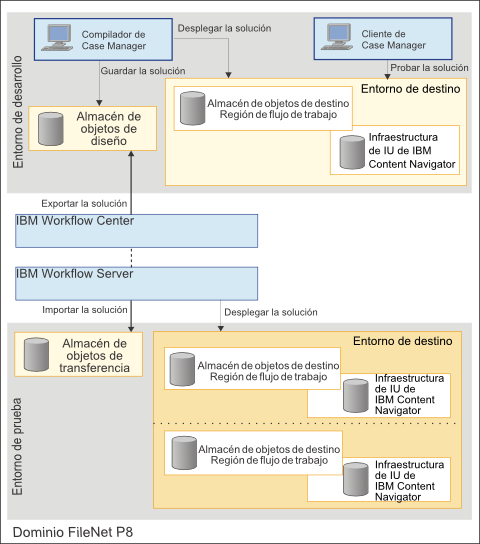 Compilador de
Case Manager
Desplegar la solución
Cliente de
Case Manager
Guardar la solución
Probar la solución
Entorno de desarrollo
Almacén de
objetos de
diseño
Entorno de destino
Almacén de objetos de destino
Región de flujo de trabajo
Infraestructura
de IU de IBM
Content Navigator
Exportar la solución
IBM Workflow Center
IBM Workflow Server
Importar la solución
Desplegar la solución
Entorno de prueba
Almacén de
objetos de
transferencia
Entorno de destino
Almacén de objetos de destino
Región de flujo de trabajo
Infraestructura
de IU de
IBM Content
Navigator
Almacén de objetos de destino
Región de flujo de trabajo
Infraestructura
de IU de
IBM Content
Navigator
Dominio FileNet P8